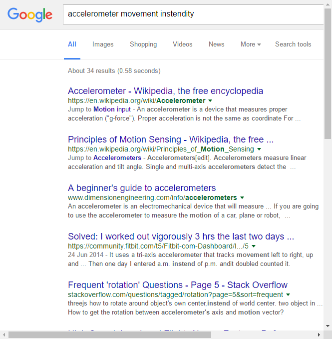 Google
accelerometer movement instendity
All Images Shopping Videos News More Search tools
About 34 results (0.58 seconds)
Accelerometer - Wikipedia, the free encyclopedia
https://en.wikipedia.org/wiki/Accelerometer
Jump to Motion input - An accelerometer is a device that measures proper
acceleration ("g-force"). Proper acceleration is not the same as coordinate For ...
Principles of Motion Sensing - Wikipedia, the free ...
https://en.wikipedia.org/wiki/Principles_of_Motion_Sensing
Jump to Accelerometers - Accelerometers[edit]. Accelerometers measure linear
acceleration and tilt angle. Single and multi-axis accelerometers detect the ...
A beginner's guide to accelerometers
www.dimensionengineering.com/info/accelerometers
An accelerometer is an electromechanical device that will measure ... If you are going
to use the accelerometer to measure the motion of a car, plane or robot, ...
Solved: I worked out vigorously 3 hrs the last two days ...
https://community.fitbit.com/t5/Fitbit-com-Dashboard/I.../5
24 Jun 2014 - It uses a tri-axis accelerometer that tracks movement left to right, up
and ... Then one day I entered a.m. instend of p.m. andit doubled counted it.
Frequent 'rotation' Questions - Page 5 - Stack Overflow
stackoverflow.com/questions/tagged/rotation?page=5&sort=frequent
threejs how to rotate around object's own center,instend of world center. two object in ...
How to get the rotation between accelerometer's axis and motion vector?